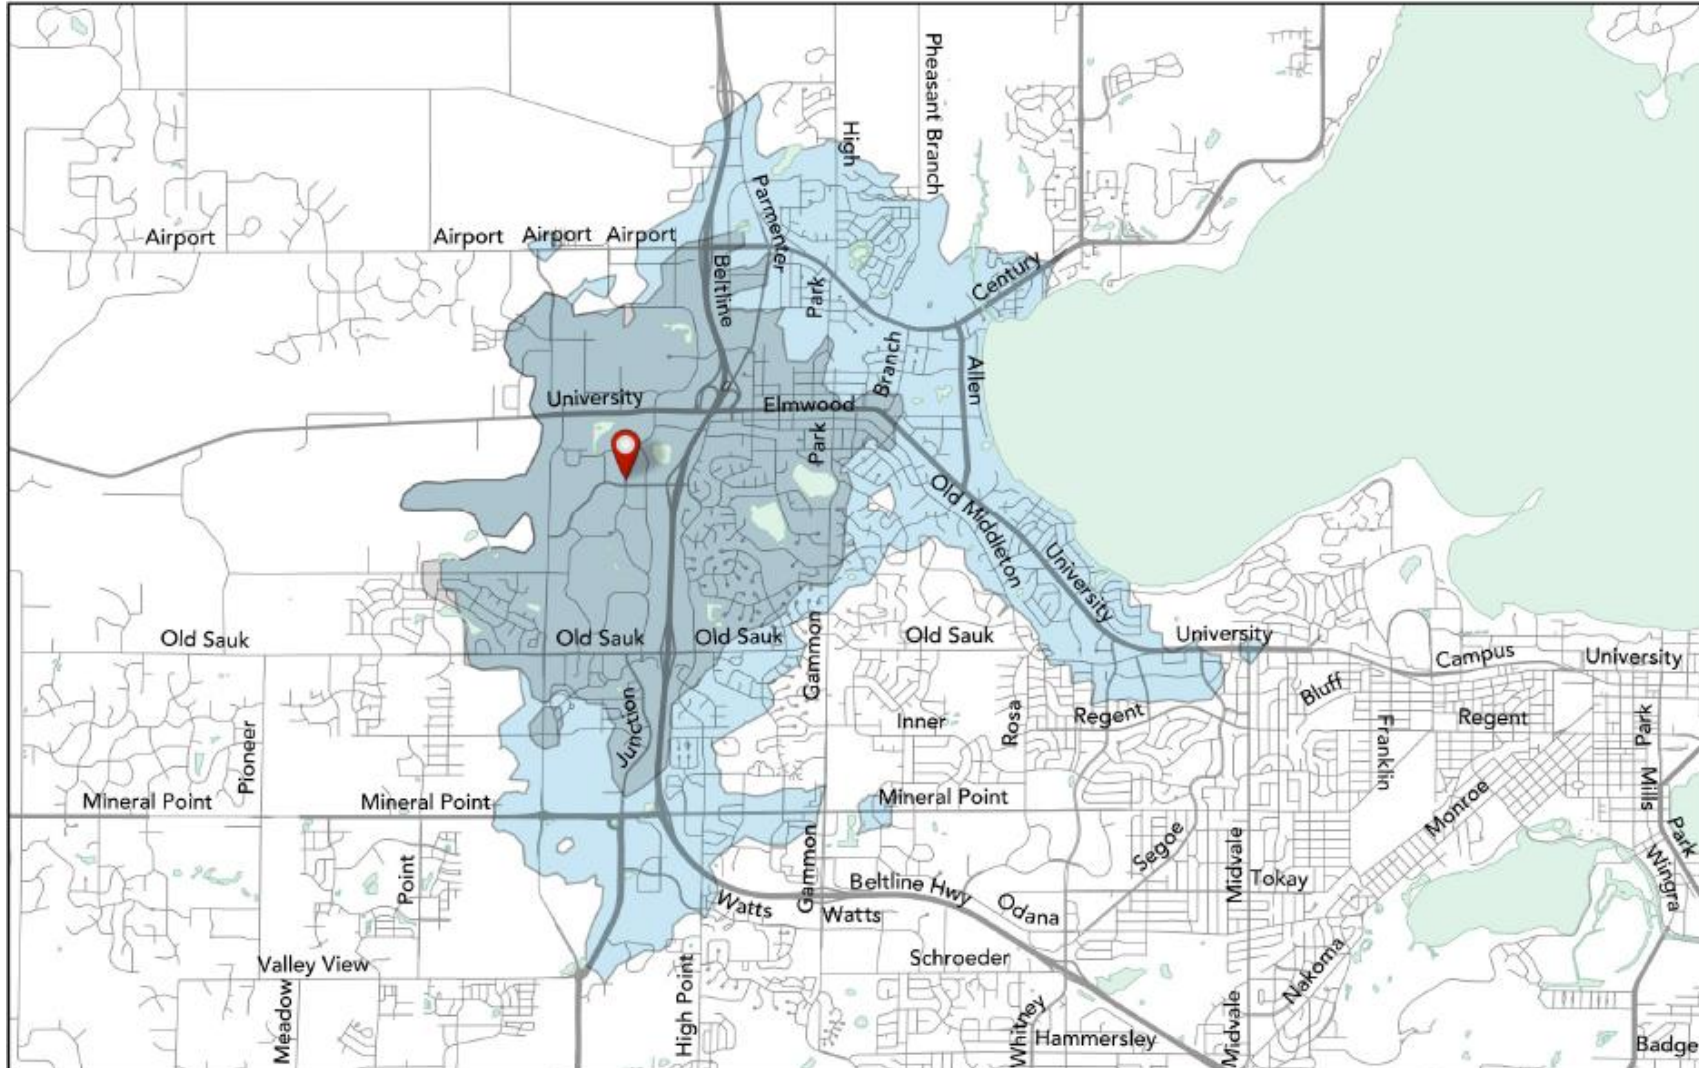 Pheasant Branch
High
Parmenter
Airport
Airport
Airport
Airport
Beltline
Century
Park
Branch
Allen
University
Elmwood
Park
Old Middleton
University
Old Sauk
Old Sauk
Old Sauk
Old Sauk
University
Campus
University
Gammon
Bluff
Junction
Rosa
Regent
Inner
Regent
Franklin
Park
Pioneer
Mineral Point
Mineral Point
Mineral Point
Mills
Monroe
Park
Segoe
Gammon
Midvale
Wingra
Point
Beltline Hwy
Tokay
Watts
Watts
Odana
Valley View
Schroeder
Nakoma
Meadow
High Point
Whitney
Hammersley
Midvale
Badge